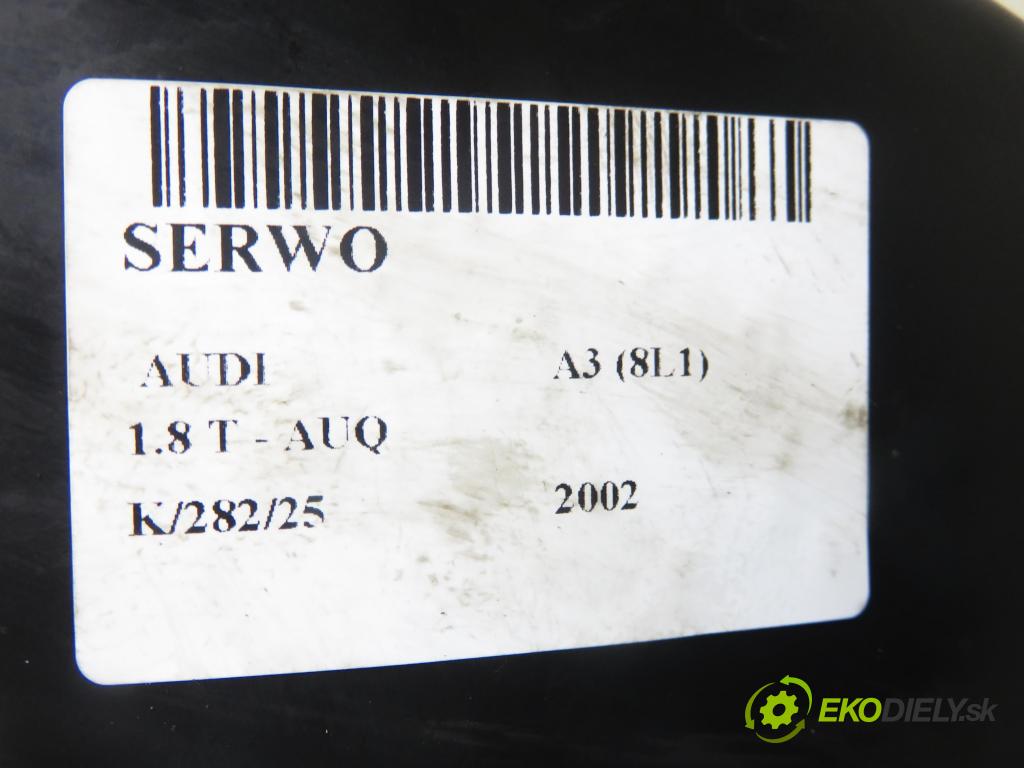 SERWO
AUDI A3 (8L1)
1.8 T - AUQ
K/282/25 2002
EKODIELY.sk